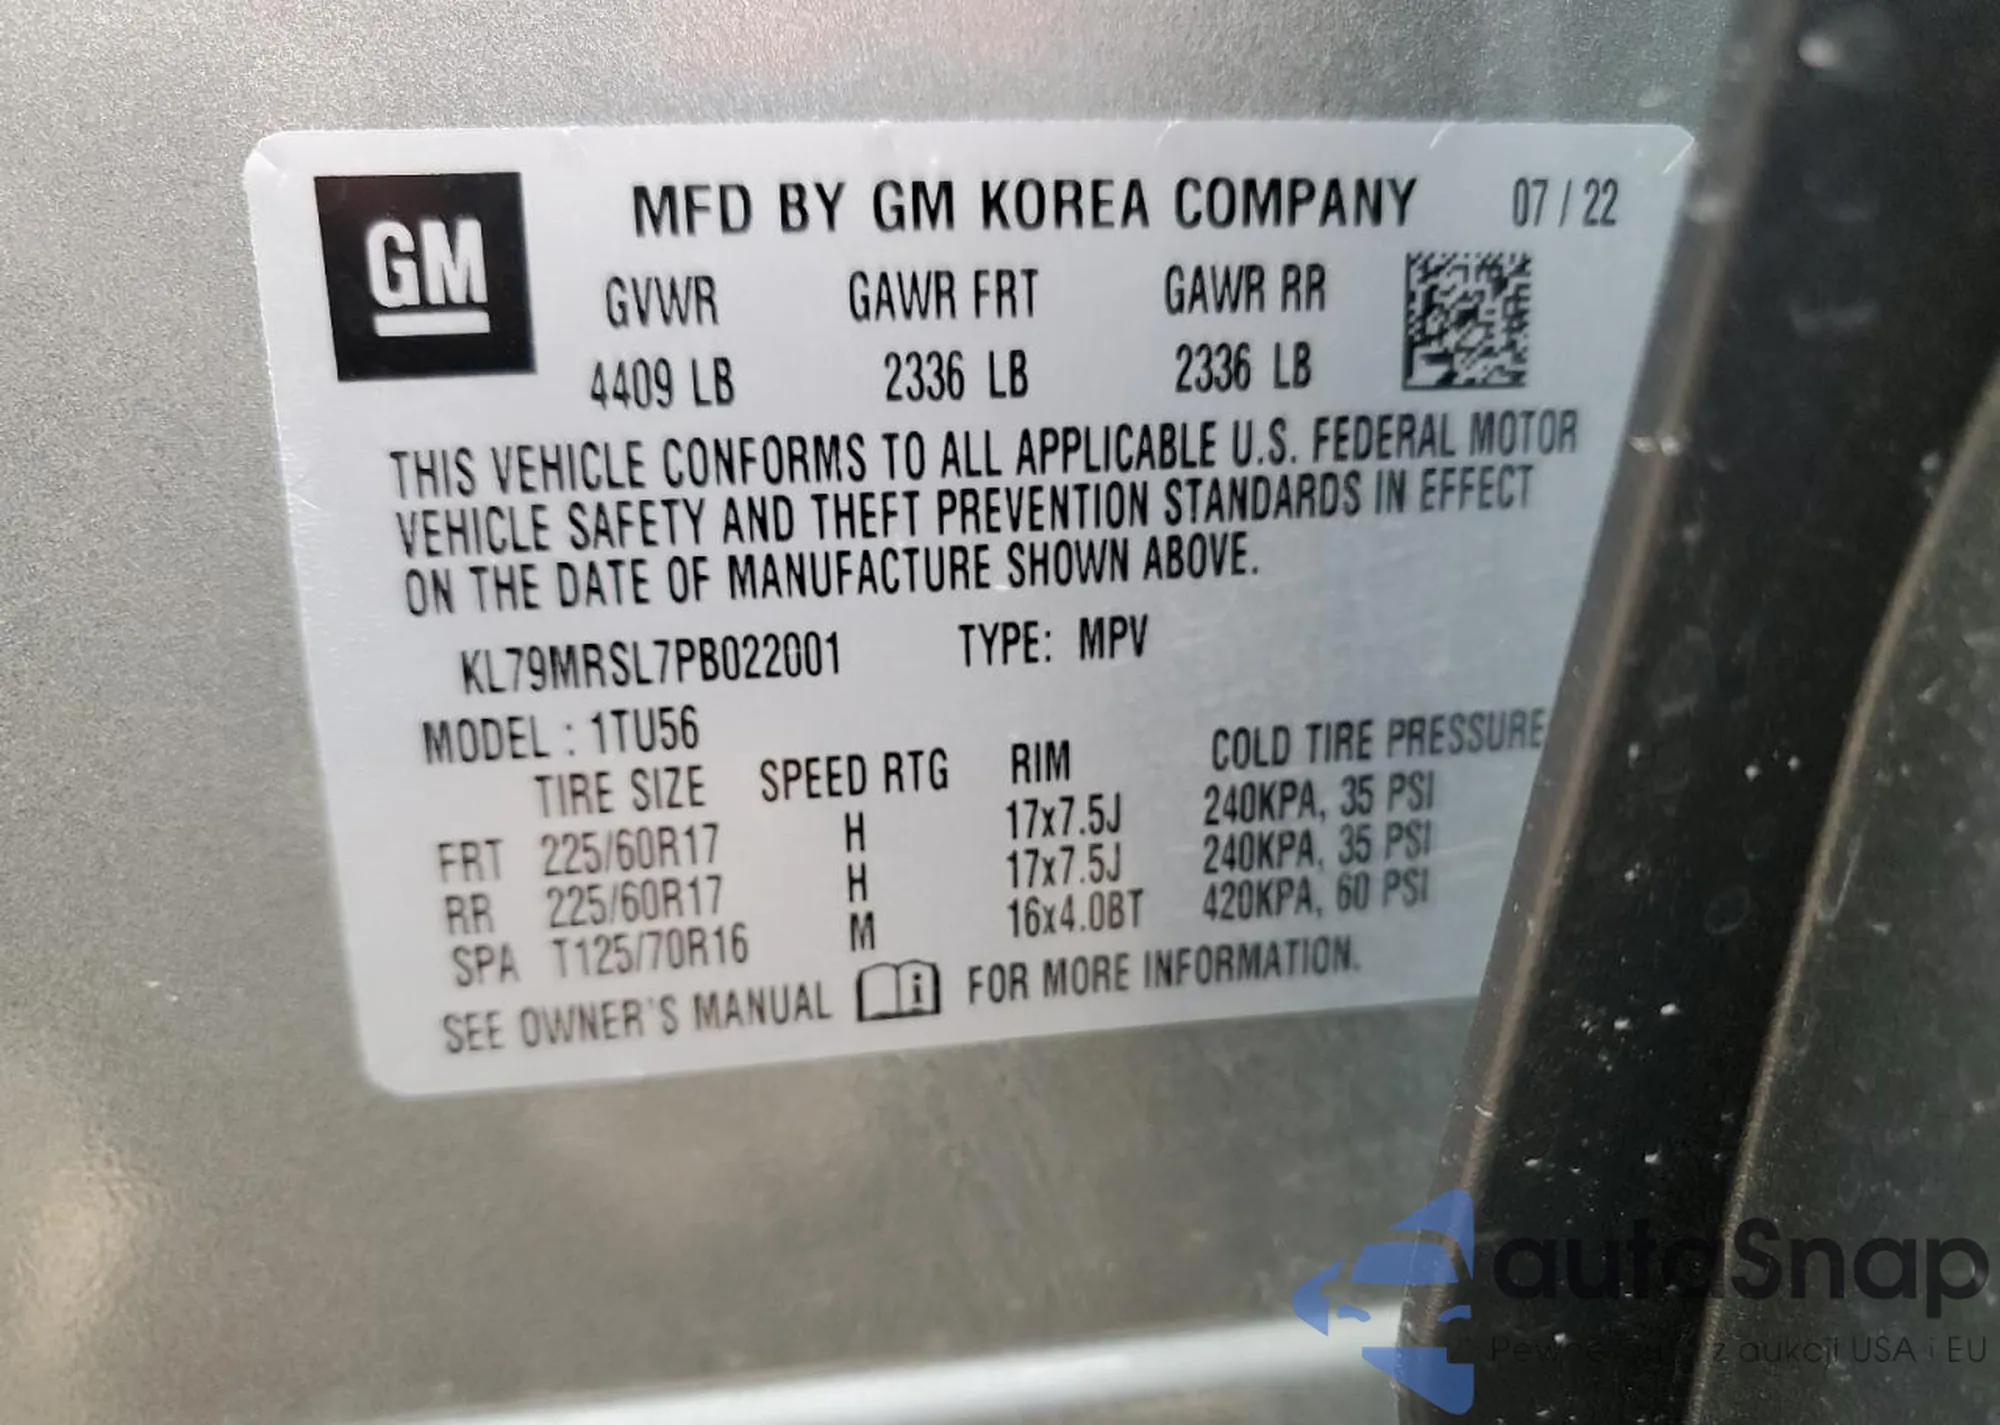 GM
MFD BY GM KOREA COMPANY 07 / 22
GVWR GAWR FRT GAWR RR
4409 LB 2336 LB 2336 LB
THIS VEHICLE CONFORMS TO ALL APPLICABLE U.S. FEDERAL MOTOR
VEHICLE SAFETY AND THEFT PREVENTION STANDARDS IN EFFECT
ON THE DATE OF MANUFACTURE SHOWN ABOVE.
KL79MRSL7PB022001 TYPE: MPV
MODEL : 1TU56
TIRE SIZE SPEED RTG RIM COLD TIRE PRESSURE
FRT 225/60R17 H 17x7.5J 240KPA, 35 PSI
RR 225/60R17 H 17x7.5J 240KPA, 35 PSI
SPA T125/70R16 M 16x4.0BT 420KPA, 60 PSI
SEE OWNER'S MANUAL i FOR MORE INFORMATION.
autoSnap
z aukcji USA i EU